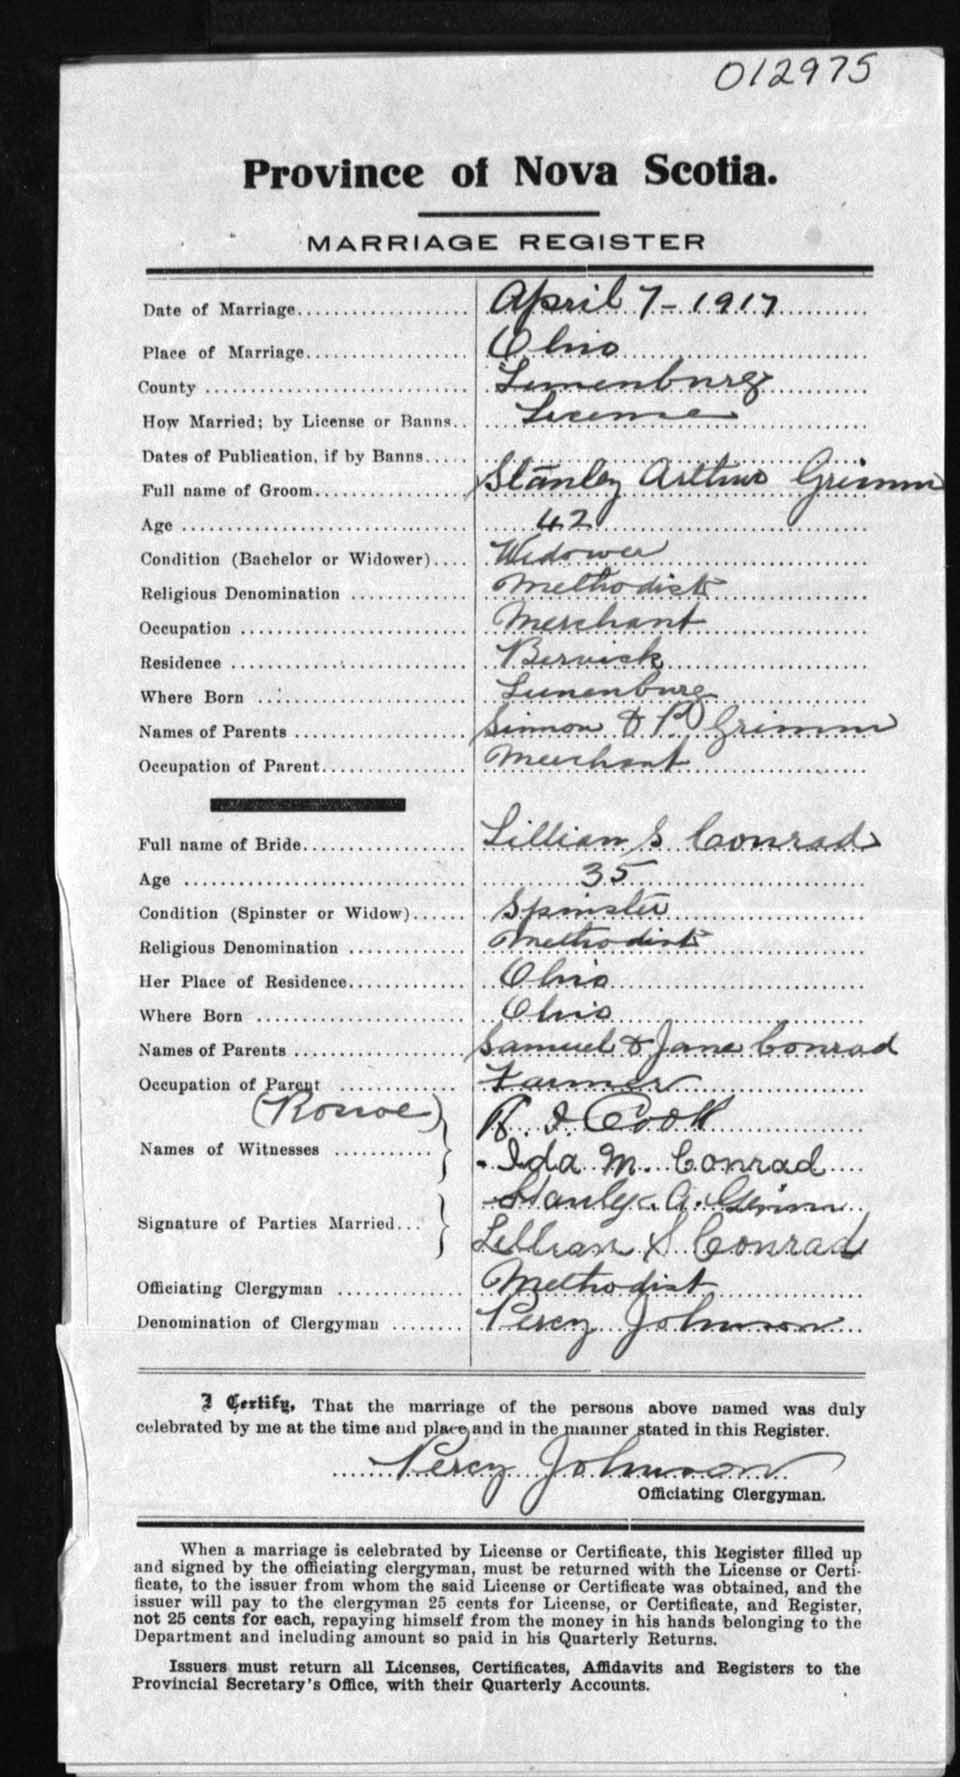 012975
Province of Nova Scotia.
MARRIAGE REGISTER
Date of Marriage................... April 7 - 1917
Place of Marriage.................. Ohio
County ............................ Lunenburg
How Married; by License or Banns.. License
Dates of Publication, if by Banns.....
Full name of Groom................. Stanley Arthur Grimm
Age ............................... 42
Condition (Bachelor or Widower).... Widower
Religious Denomination ............ Methodist
Occupation ........................ Merchant
Residence ......................... Berwick
Where Born ........................ Lunenburg
Names of Parents .................. Simon & P Grimm
Occupation of Parent............... Merchant
Full name of Bride................. Lillian S Conrad
Age ............................... 35
Condition (Spinster or Widow)...... Spinster
Religious Denomination ............ Methodist
Her Place of Residence............. Ohio
Where Born ........................ Ohio
Names of Parents .................. Samuel & Jane Conrad
Occupation of Parent .............. Farmer
R. I. Cook
Names of Witnesses ........... Ida M. Conrad
Stanley A. Grimm
Signature of Parties Married...
Lillian S. Conrad
Officiating Clergyman .............. Methodist
Denomination of Clergyman ........ Percy Johnson
I Certify, That the marriage of the persons above named was duly
celebrated by me at the time and place and in the manner stated in this Register.
Percy Johnson
Officiating Clergyman.
When a marriage is celebrated by License or Certificate, this Register filled up
and signed by the officiating clergyman, must be returned with the License or Certi-
ficate, to the issuer from whom the said License or Certificate was obtained, and the
issuer will pay to the clergyman 25 cents for License, or Certificate, and Register,
not 25 cents for each, repaying himself from the money in his hands belonging to the
Department and including amount so paid in his Quarterly Returns.
Issuers must return all Licenses, Certificates, Affidavits and Registers to the
Provincial Secretary's Office, with their Quarterly Accounts.